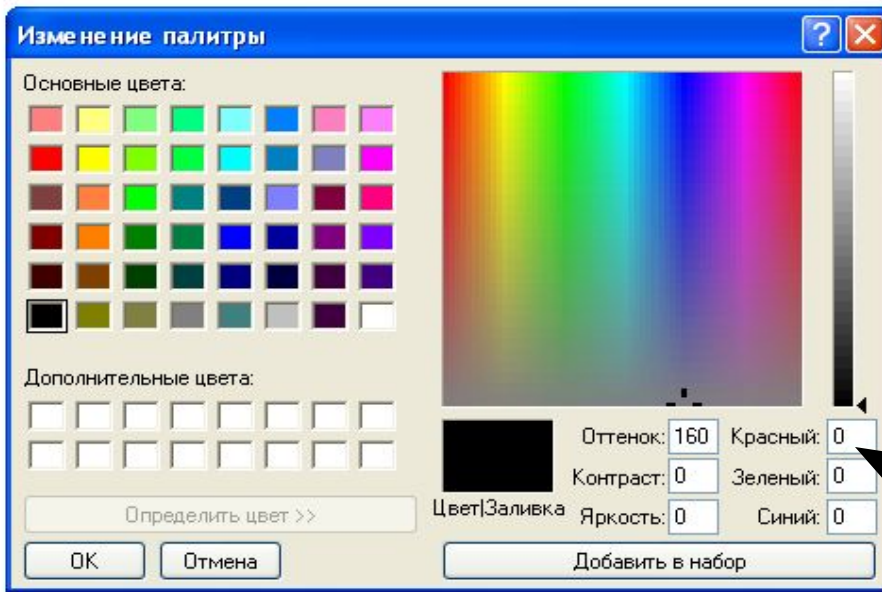 Изменение палитры
Основные цвета:
Дополнительные цвета:
Определить цвет >>
OK Отмена
Цвет|Заливка
Оттенок: 160 Красный: 0
Контраст: 0 Зеленый: 0
Яркость: 0 Синий: 0
Добавить в набор